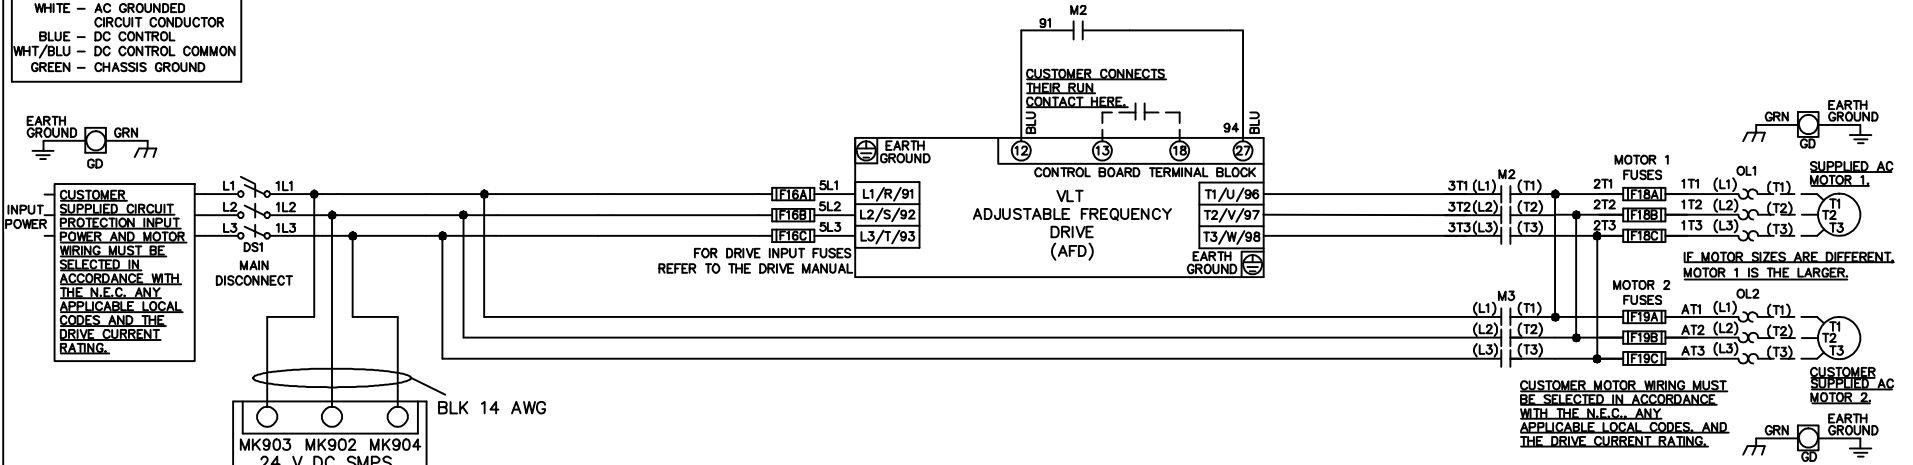 WHITE – AC GROUNDED
CIRCUIT CONDUCTOR
BLUE – DC CONTROL
WHT/BLU – DC CONTROL COMMON
GREEN – CHASSIS GROUND
EARTH
GROUND
GRN
GD
INPUT
POWER
CUSTOMER
SUPPLIED CIRCUIT
PROTECTION INPUT
POWER AND MOTOR
WIRING MUST BE
SELECTED IN
ACCORDANCE WITH
THE N.E.C. ANY
APPLICABLE LOCAL
CODES AND THE
DRIVE CURRENT
RATING.
L1 1L1
L2 1L2
L3 1L3
DS1
MAIN
DISCONNECT
BLK 14 AWG
MK903 MK902 MK904
24 V DC SMPS
F16A 5L1
F16B 5L2
F16C 5L3
FOR DRIVE INPUT FUSES
REFER TO THE DRIVE MANUAL
M2
91
CUSTOMER CONNECTS
THEIR RUN
CONTACT HERE.
BLU
94 BLU
12 13 18 27
CONTROL BOARD TERMINAL BLOCK
EARTH
GROUND
L1/R/91
L2/S/92
L3/T/93
VLT
ADJUSTABLE FREQUENCY
DRIVE
(AFD)
T1/U/96
T2/V/97
T3/W/98
EARTH
GROUND
M2
3T1 (L1) (T1)
3T2(L2) (T2)
3T3(L3) (T3)
M3
(L1) (T1)
(L2) (T2)
(L3) (T3)
MOTOR 1
FUSES
2T1 F18A 1T1 (L1) OL1 (T1)
2T2 F18B 1T2 (L2) (T2)
2T3 F18C 1T3 (L3) (T3)
GRN
EARTH
GROUND
GD
SUPPLIED AC
MOTOR 1.
T1
T2
T3
IF MOTOR SIZES ARE DIFFERENT,
MOTOR 1 IS THE LARGER.
MOTOR 2
FUSES
F19A AT1 (L1) OL2 (T1)
F19B AT2 (L2) (T2)
F19C AT3 (L3) (T3)
T1
T2
T3
CUSTOMER
SUPPLIED AC
MOTOR 2.
CUSTOMER MOTOR WIRING MUST
BE SELECTED IN ACCORDANCE
WITH THE N.E.C., ANY
APPLICABLE LOCAL CODES, AND
THE DRIVE CURRENT RATING.
GRN
EARTH
GROUND
GD